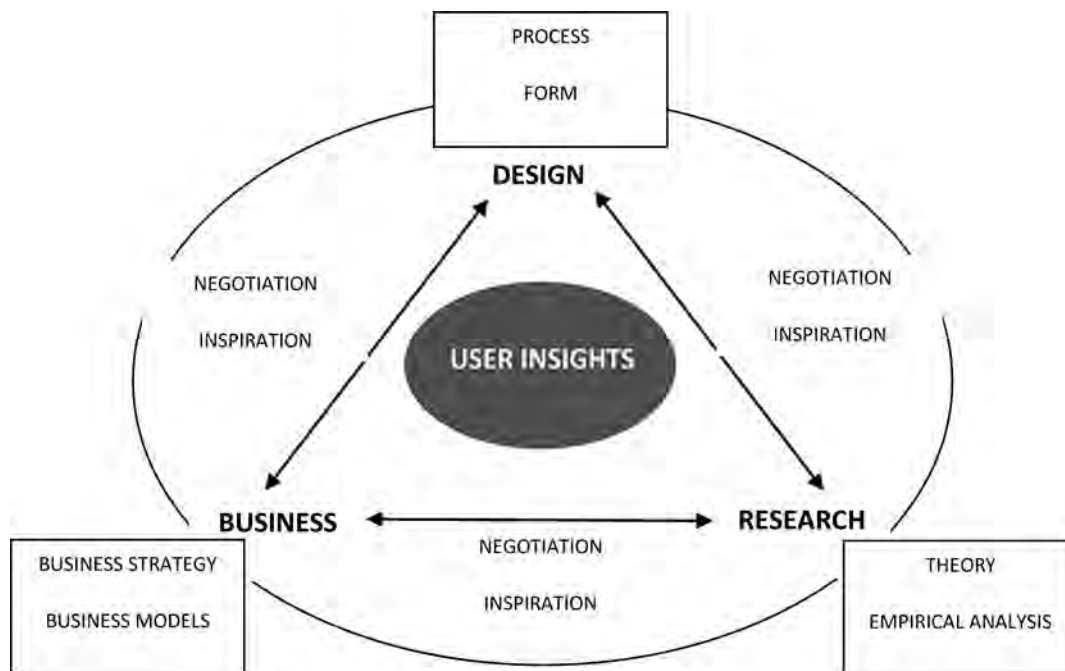 PROCESS
FORM
DESIGN
NEGOTIATION
INSPIRATION
NEGOTIATION
INSPIRATION
USER INSIGHTS
BUSINESS
RESEARCH
NEGOTIATION
INSPIRATION
BUSINESS STRATEGY
BUSINESS MODELS
THEORY
EMPIRICAL ANALYSIS